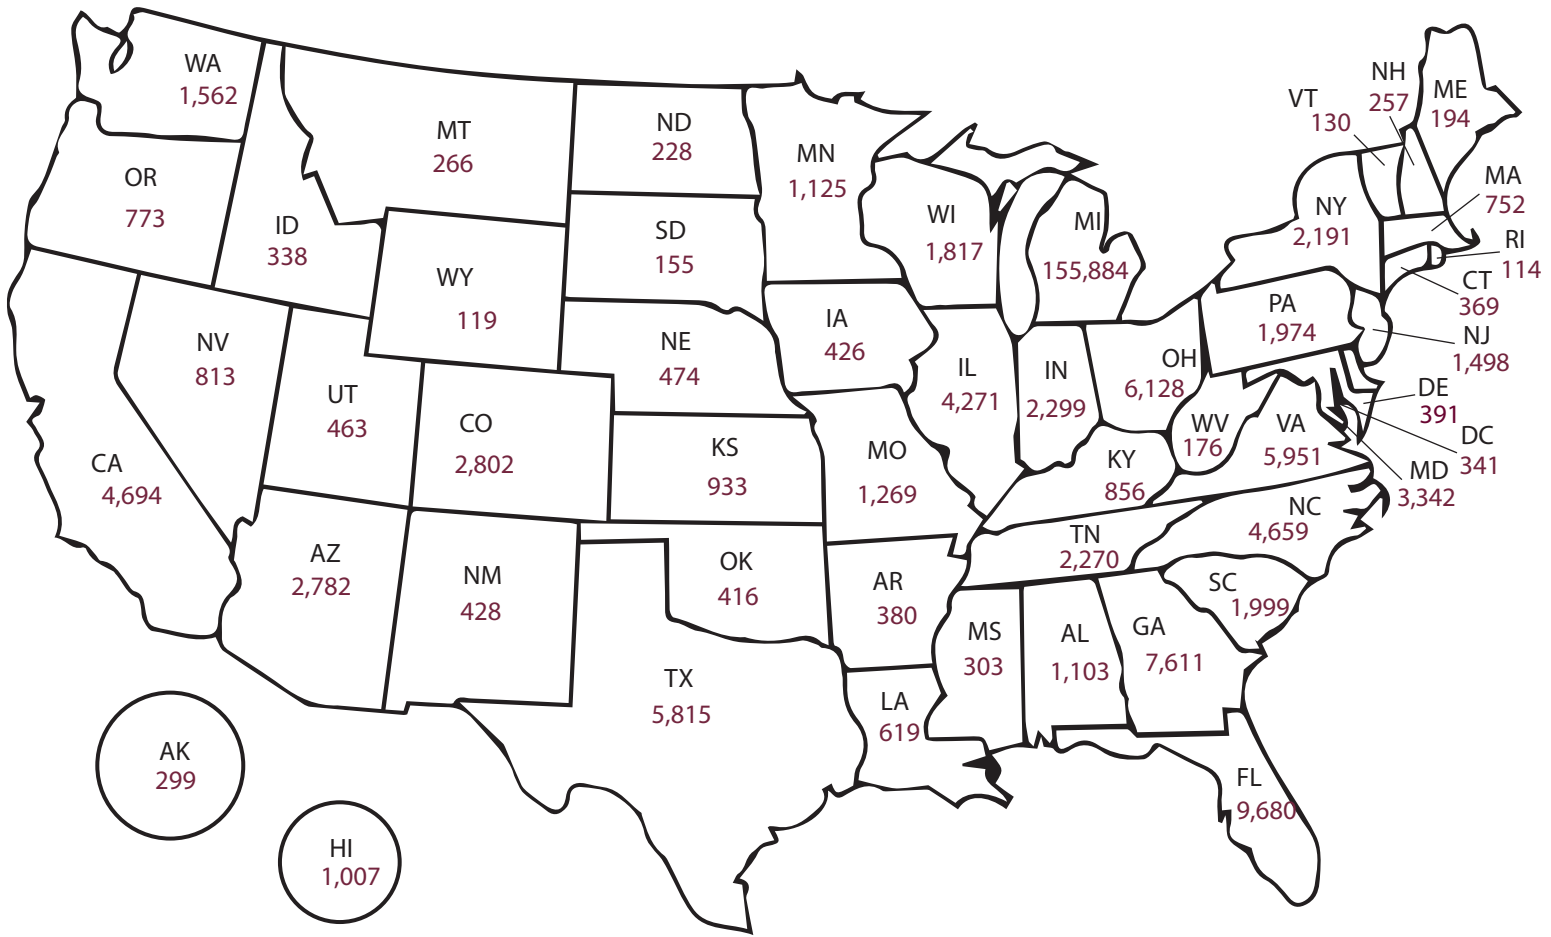 WA
1,562
OR
773
CA
4,694
ID
338
NV
813
MT
266
WY
119
UT
463
AZ
2,782
CO
2,802
NM
428
ND
228
SD
155
NE
474
KS
933
OK
416
TX
5,815
MN
1,125
IA
426
MO
1,269
AR
380
LA
619
WI
1,817
IL
4,271
MI
155,884
IN
2,299
OH
6,128
KY
856
TN
2,270
MS
303
AL
1,103
GA
7,611
FL
9,680
SC
1,999
NC
4,659
VA
5,951
WV
176
PA
1,974
NY
2,191
VT
130
NH
257
ME
194
MA
752
RI
114
CT
369
NJ
1,498
DE
391
DC
341
MD
3,342
AK
299
HI
1,007